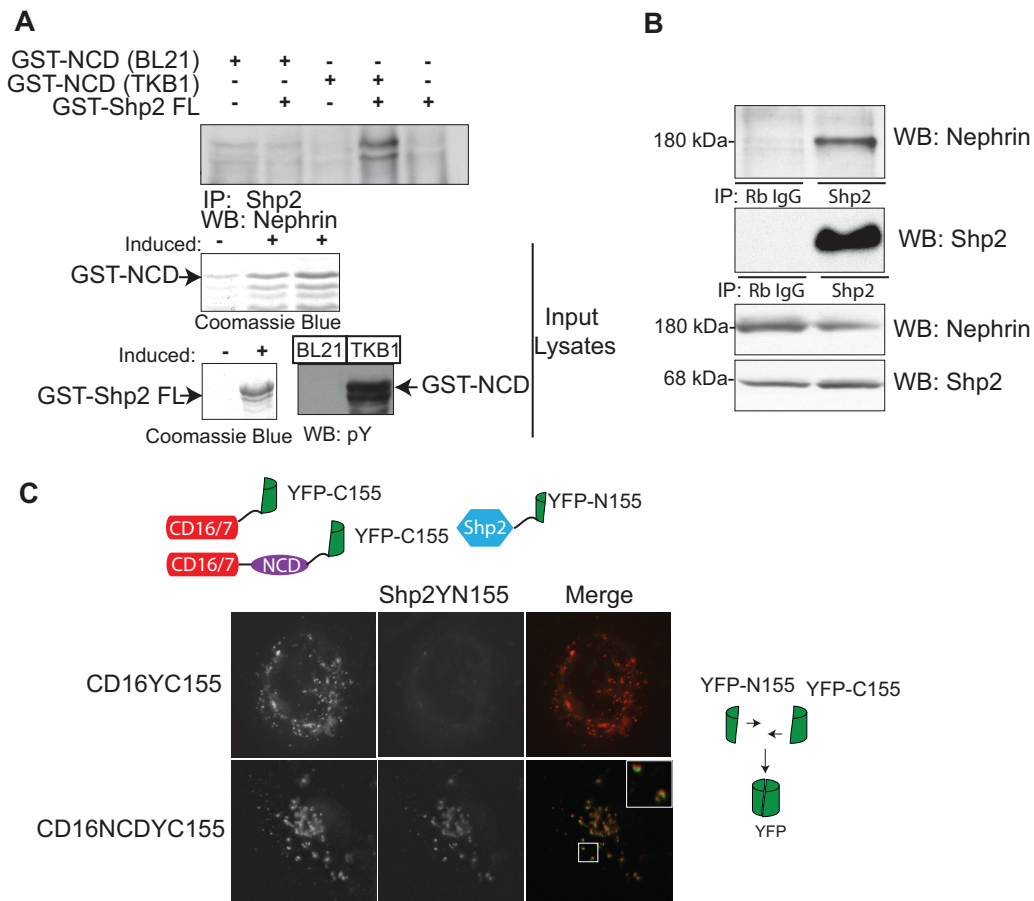 A
GST-NCD (BL21) + + - - -
GST-NCD (TKB1) - - + + -
GST-Shp2 FL - + - + +
IP: Shp2
WB: Nephrin
Induced: - + +
GST-NCD
Coomassie Blue
Induced: - +
BL21 TKB1
GST-Shp2 FL
GST-NCD
Coomassie Blue
WB: pY
Input
Lysates
B
180 kDa-
WB: Nephrin
IP: Rb IgG Shp2
WB: Shp2
IP: Rb IgG Shp2
180 kDa-
WB: Nephrin
68 kDa-
WB: Shp2
C
YFP-C155
CD16/7
YFP-C155
CD16/7 NCD
YFP-N155
Shp2
Shp2YN155 Merge
CD16YC155
CD16NCDYC155
YFP-N155 YFP-C155
YFP